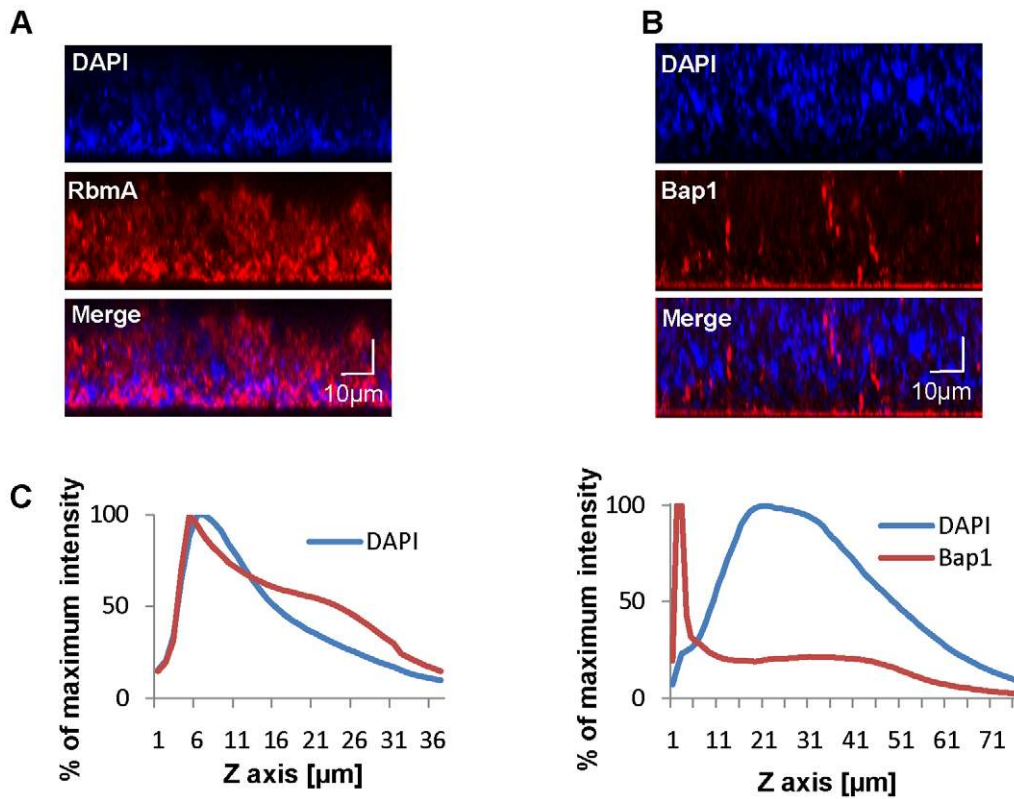 A
DAPI
RbmA
Merge
10µm
B
DAPI
Bap1
Merge
10µm
C
% of maximum intensity
100
50
0
DAPI
1 6 11 16 21 26 31 36
Z axis [µm]
% of maximum intensity
100
50
0
DAPI
Bap1
1 11 21 31 41 51 61 71
Z axis [µm]